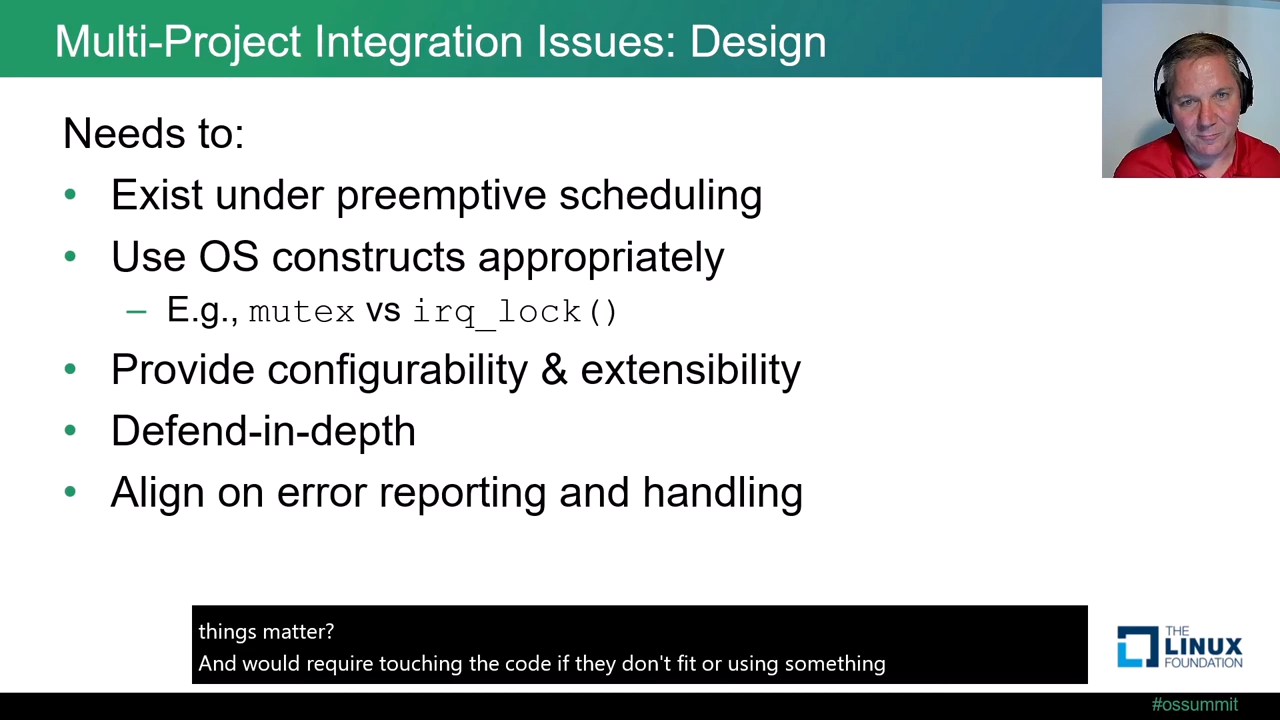 Multi-Project Integration Issues: Design
Needs to:
• Exist under preemptive scheduling
• Use OS constructs appropriately
– E.g., mutex vs irq_lock()
• Provide configurability & extensibility
• Defend-in-depth
• Align on error reporting and handling
things matter?
And would require touching the code if they don't fit or using something
THE
LINUX
FOUNDATION
#ossummit